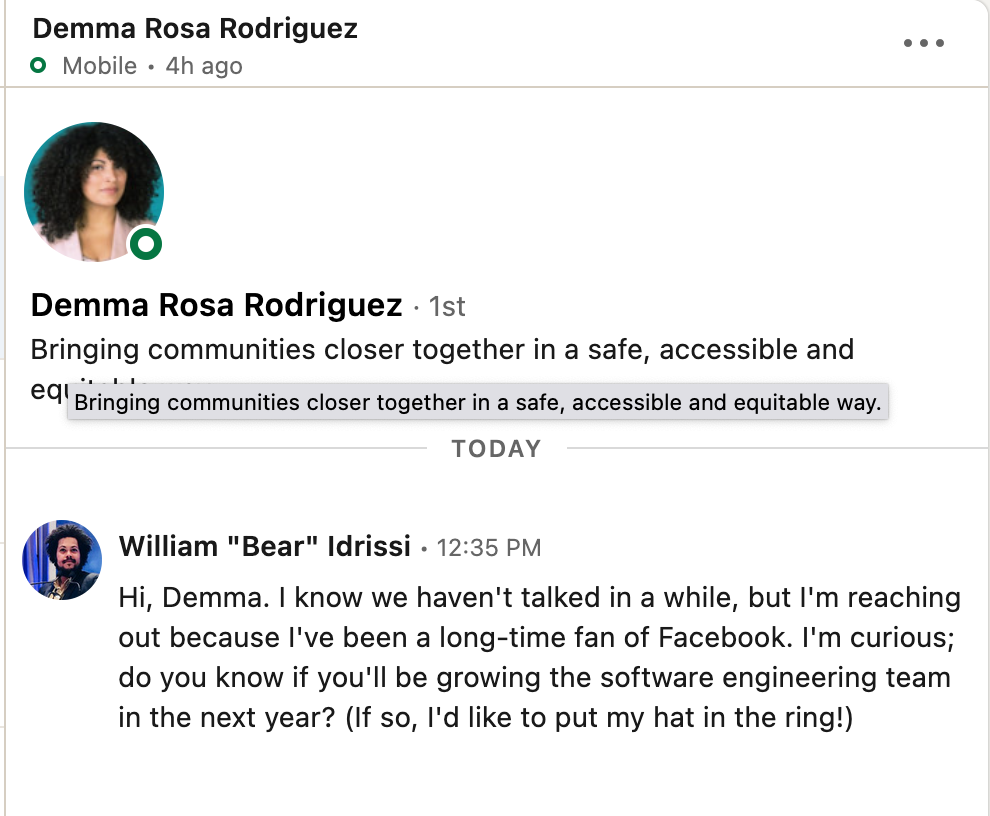 Demma Rosa Rodriguez
Mobile • 4h ago
Demma Rosa Rodriguez · 1st
Bringing communities closer together in a safe, accessible and
Bringing communities closer together in a safe, accessible and equitable way.
TODAY
William "Bear" Idrissi • 12:35 PM
Hi, Demma. I know we haven't talked in a while, but I'm reaching
out because I've been a long-time fan of Facebook. I'm curious;
do you know if you'll be growing the software engineering team
in the next year? (If so, I'd like to put my hat in the ring!)